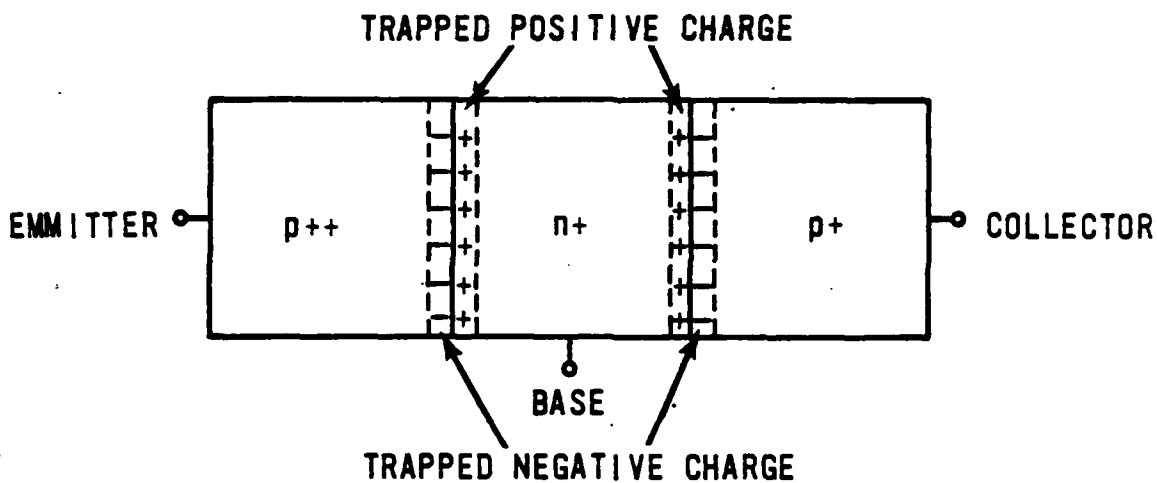 TRAPPED POSITIVE CHARGE
EMMITTER
p++
n+
p+
COLLECTOR
BASE
TRAPPED NEGATIVE CHARGE